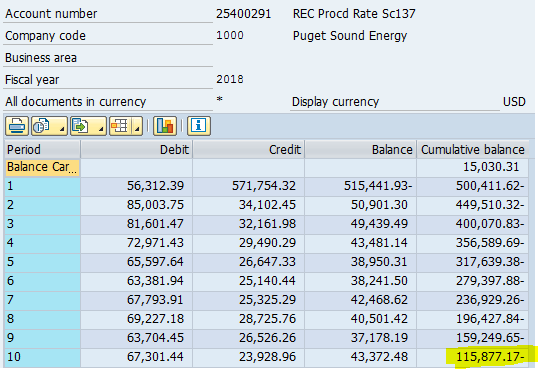 Account number 25400291 REC Procd Rate Sc137
Company code 1000 Puget Sound Energy
Business area
Fiscal year 2018
All documents in currency * Display currency USD
Period Debit Credit Balance Cumulative balance
Balance Car... 15,030.31
1 56,312.39 571,754.32 515,441.93- 500,411.62-
2 85,003.75 34,102.45 50,901.30 449,510.32-
3 81,601.47 32,161.98 49,439.49 400,070.83-
4 72,971.43 29,490.29 43,481.14 356,589.69-
5 65,597.64 26,647.33 38,950.31 317,639.38-
6 63,381.94 25,140.44 38,241.50 279,397.88-
7 67,793.91 25,325.29 42,468.62 236,929.26-
8 69,227.18 28,725.76 40,501.42 196,427.84-
9 63,704.45 26,526.26 37,178.19 159,249.65-
10 67,301.44 23,928.96 43,372.48 115,877.17-